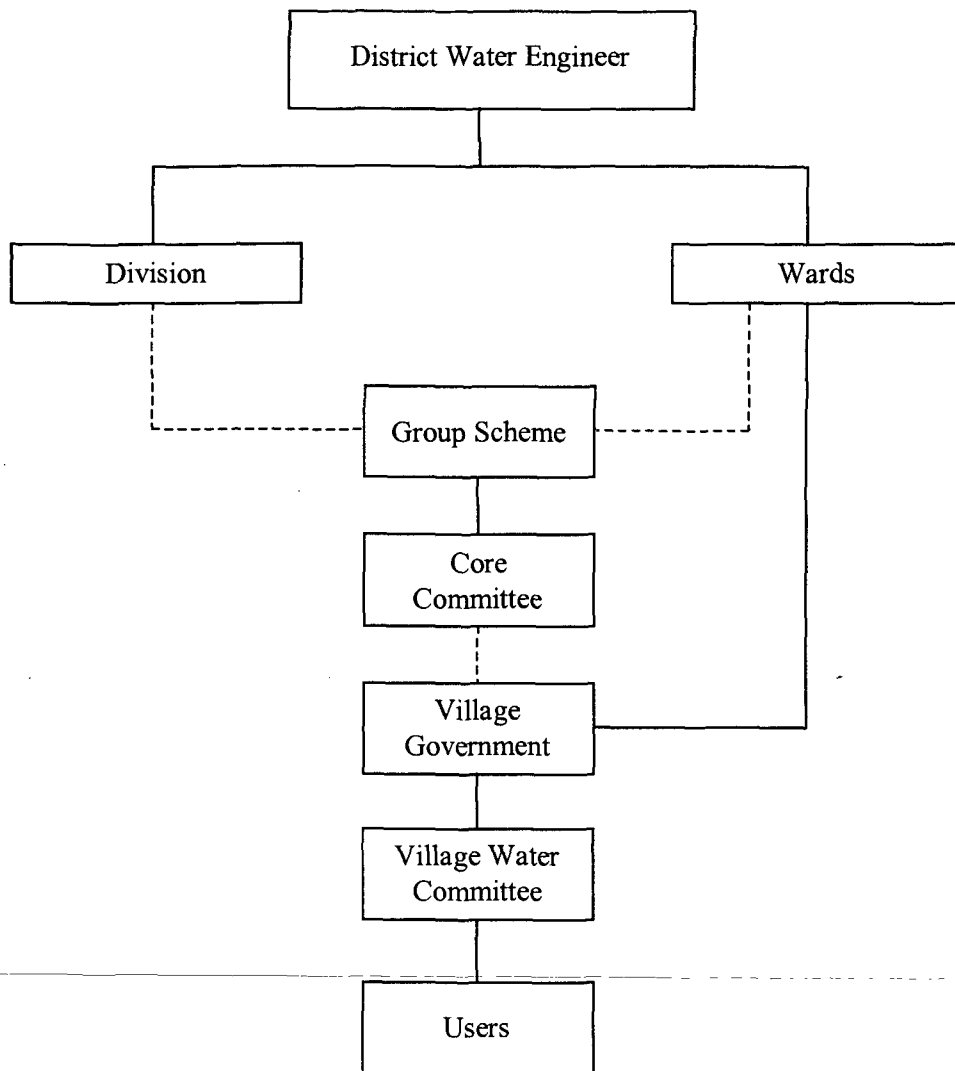 District Water Engineer
Division
Wards
Group Scheme
Core
Committee
Village
Government
Village Water
Committee
Users